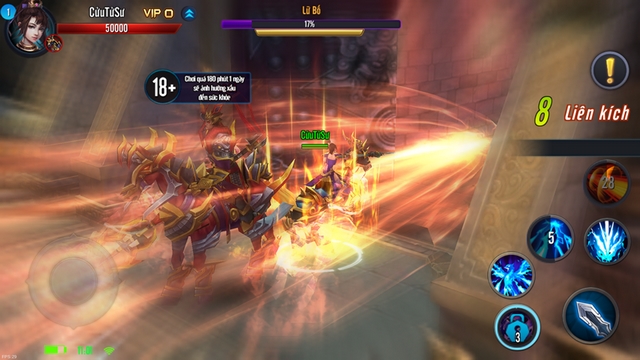 1
CửuTửSư VIP 0
50000
Lữ Bố
17%
18+
Chơi quá 180 phút 1 ngày
sẽ ảnh hưởng xấu
đến sức khỏe
CửuTửSư
8 Liên kích
28
5
3